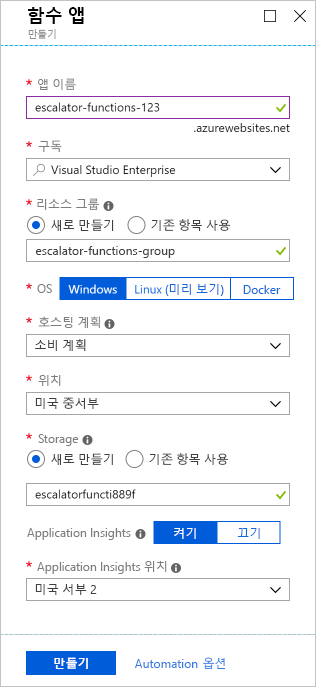 함수 앱
만들기
* 앱 이름
escalator-functions-123
.azurewebsites.net
* 구독
Visual Studio Enterprise
* 리소스 그룹
새로 만들기 기존 항목 사용
escalator-functions-group
* OS Windows Linux (미리 보기) Docker
* 호스팅 계획
소비 계획
* 위치
미국 중서부
* Storage
새로 만들기 기존 항목 사용
escalatorfuncti889f
Application Insights 켜기 끄기
* Application Insights 위치
미국 서부 2
만들기 Automation 옵션